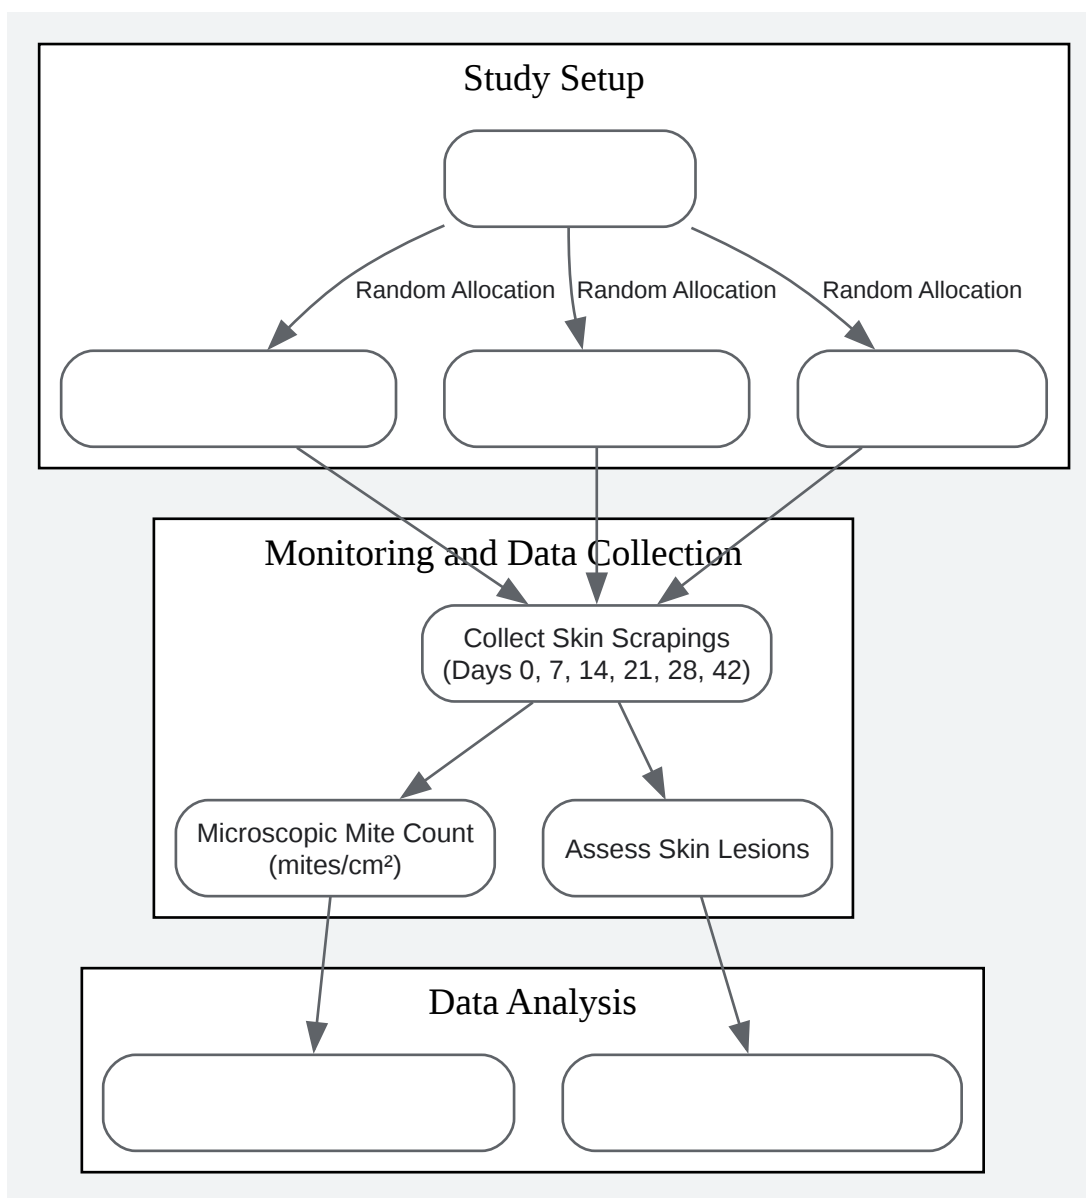 Study Setup
Random Allocation
Random Allocation
Random Allocation
Monitoring and Data Collection
Collect Skin Scrapings
(Days 0, 7, 14, 21, 28, 42)
Microscopic Mite Count
(mites/cm²)
Assess Skin Lesions
Data Analysis